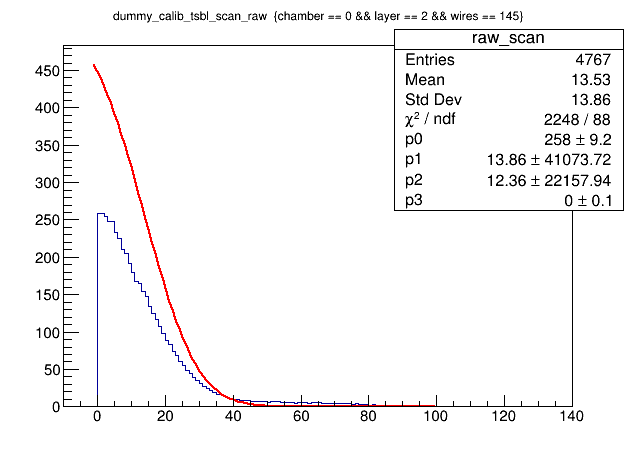 dummy_calib_tsbl_scan_raw {chamber == 0 && layer == 2 && wires == 145}
raw_scan
Entries 4767
Mean 13.53
Std Dev 13.86
χ² / ndf 2248 / 88
p0 258 ± 9.2
p1 13.86 ± 41073.72
p2 12.36 ± 22157.94
p3 0 ± 0.1
450
400
350
300
250
200
150
100
50
0
0 20 40 60 80 100 120 140